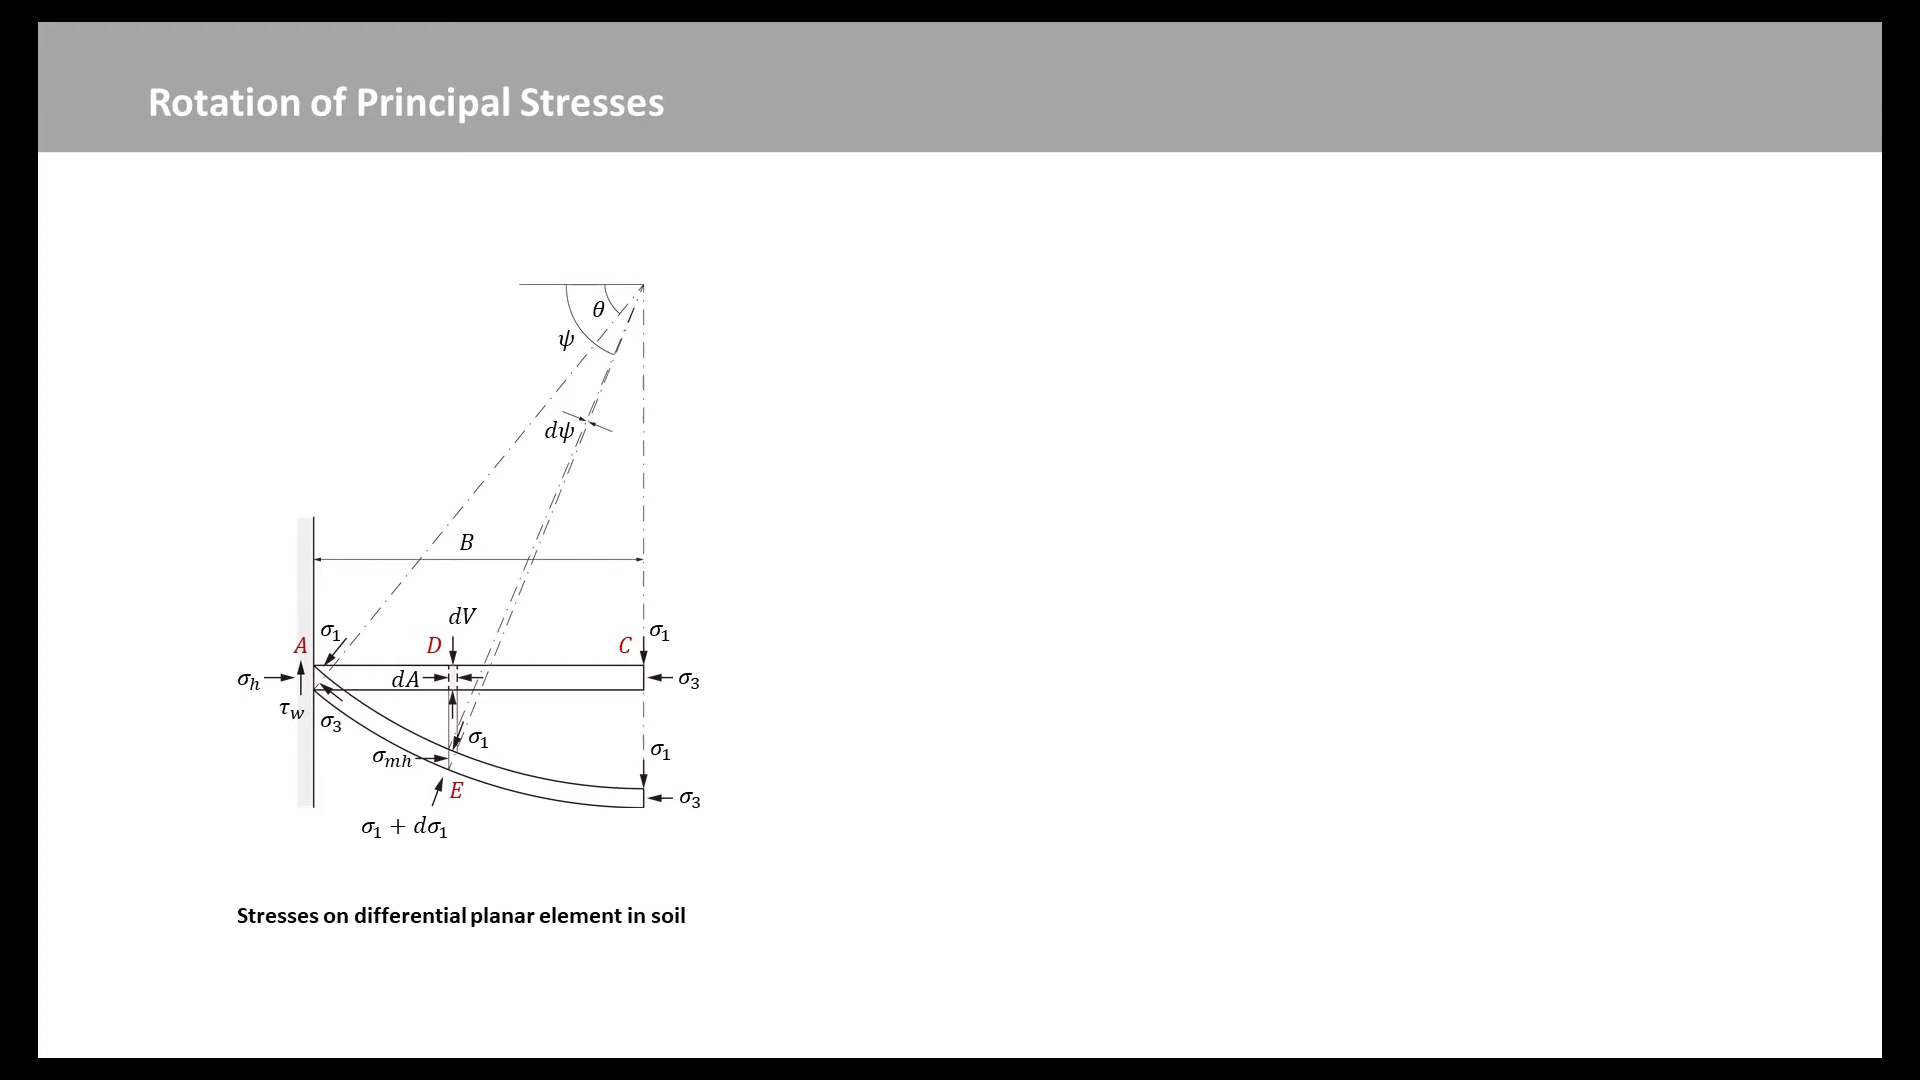 Rotation of Principal Stresses
θ
ψ
dψ
B
dV
σ₁
σ₁
A
D
C
σₕ
dA
σ₃
τ_w
σ₃
σ₁
σ₁
σ_mh
E
σ₃
σ₁ + dσ₁
Stresses on differential planar element in soil